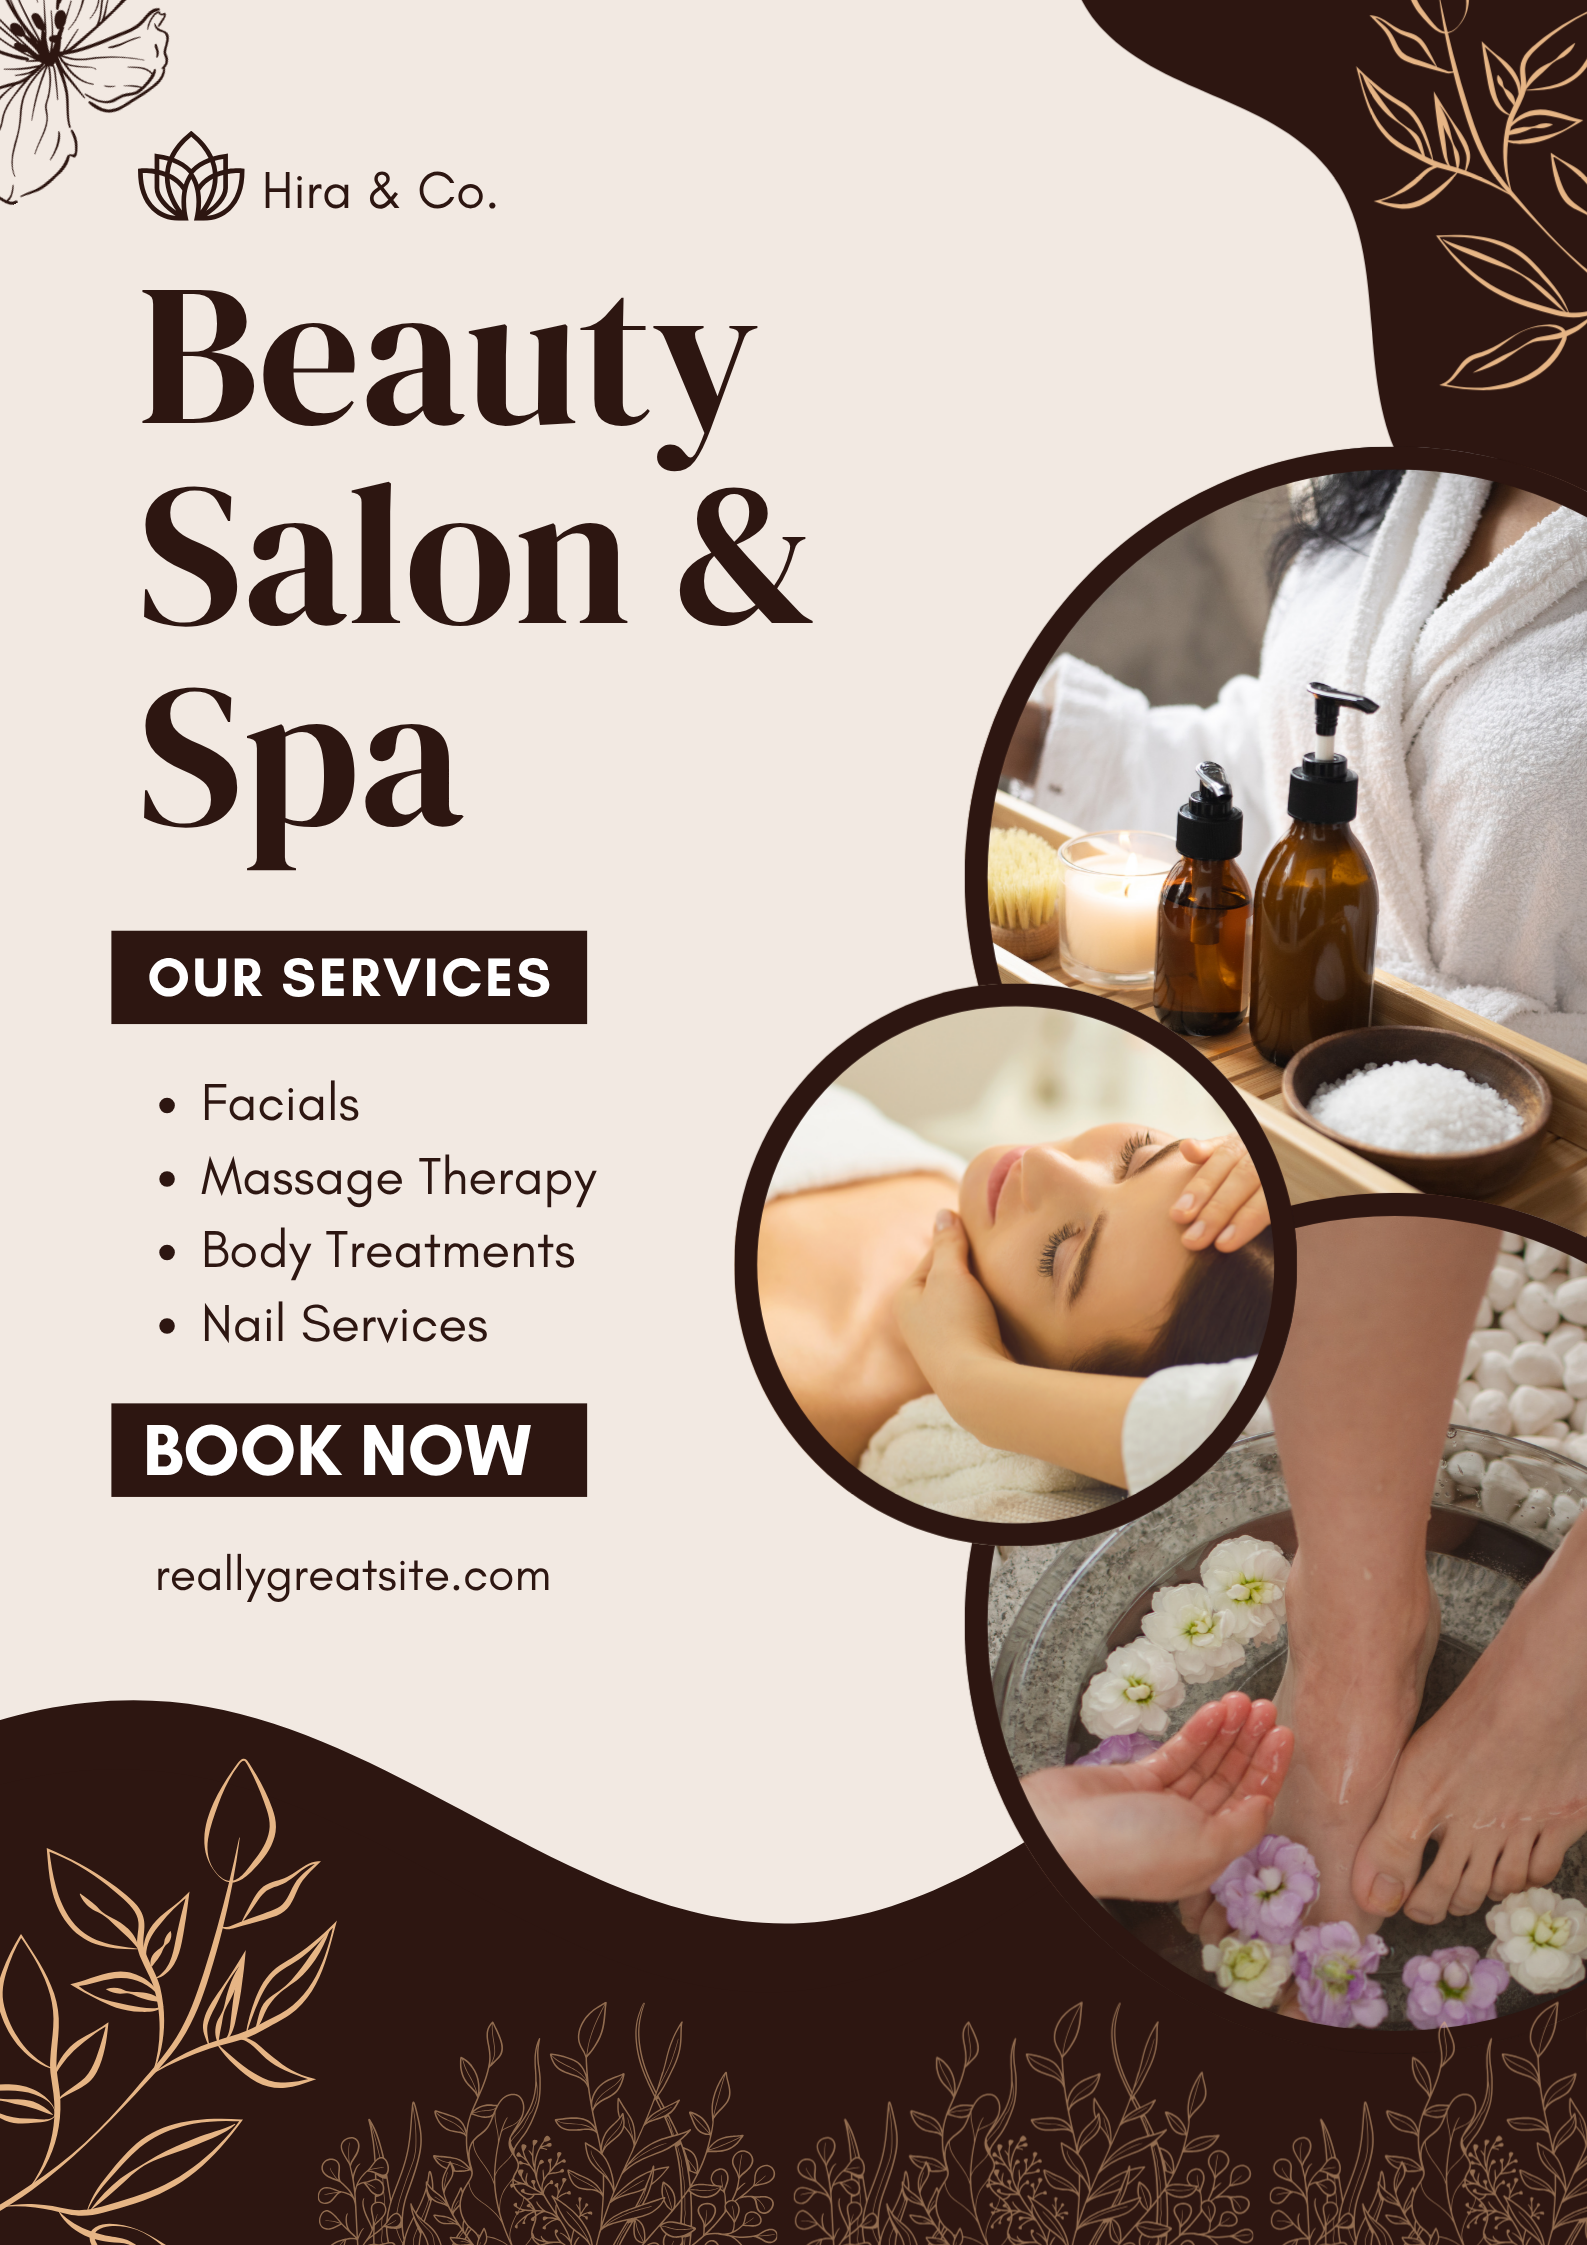 Hira & Co.
Beauty
Salon &
Spa
OUR SERVICES
• Facials
• Massage Therapy
• Body Treatments
• Nail Services
BOOK NOW
reallygreatsite.com